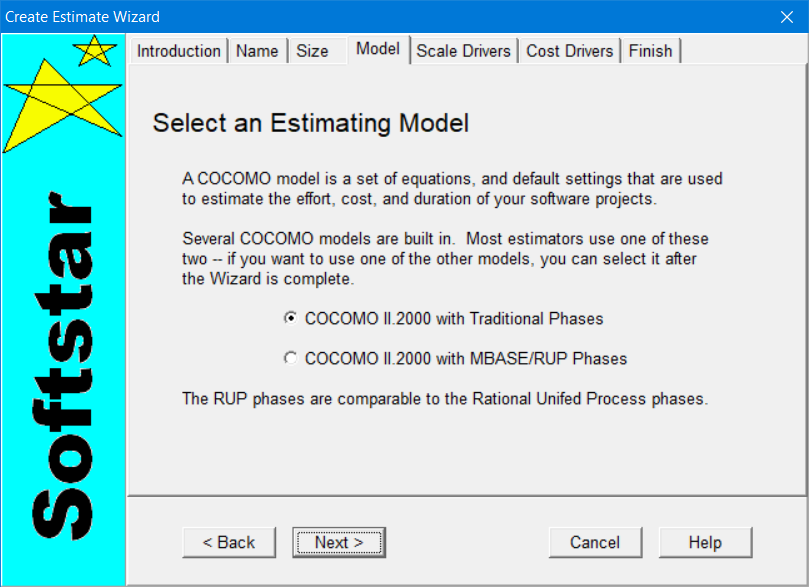 Create Estimate Wizard
Introduction
Name
Size
Model
Scale Drivers
Cost Drivers
Finish
Softstar
Select an Estimating Model
A COCOMO model is a set of equations, and default settings that are used
to estimate the effort, cost, and duration of your software projects.
Several COCOMO models are built in.  Most estimators use one of these
two -- if you want to use one of the other models, you can select it after
the Wizard is complete.
COCOMO II.2000 with Traditional Phases
COCOMO II.2000 with MBASE/RUP Phases
The RUP phases are comparable to the Rational Unifed Process phases.
< Back
Next >
Cancel
Help